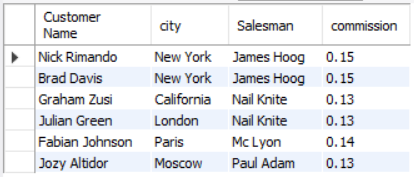 Customer Name city Salesman commission
Nick Rimando New York James Hoog 0.15
Brad Davis New York James Hoog 0.15
Graham Zusi California Nail Knite 0.13
Julian Green London Nail Knite 0.13
Fabian Johnson Paris Mc Lyon 0.14
Jozy Altidor Moscow Paul Adam 0.13